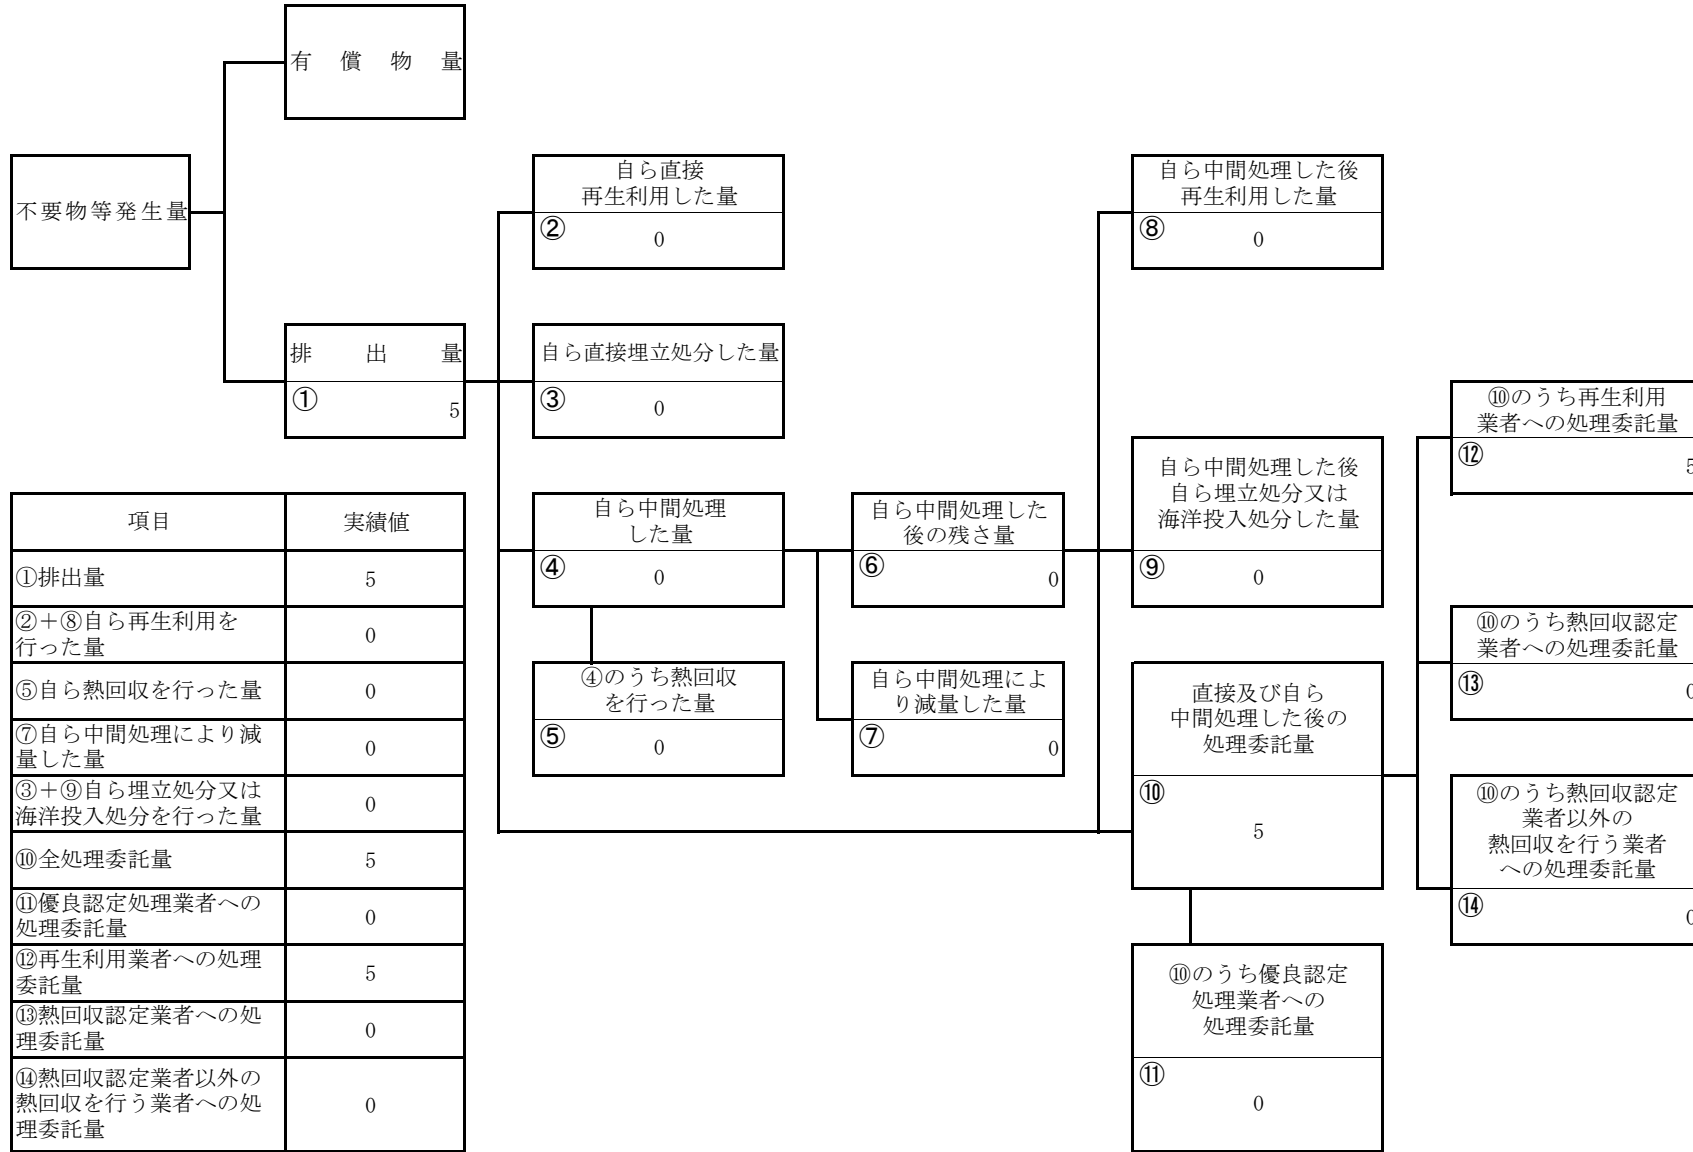 有償物量
不要物等発生量
自ら直接
再生利用した量
②
0
自ら中間処理した後
再生利用した量
⑧
0
排出量
①
5
自ら直接埋立処分した量
③
0
⑩のうち再生利用
業者への処理委託量
⑫
5
自ら中間処理した後
自ら埋立処分又は
海洋投入処分した量
⑨
0
自ら中間処理
した量
④
0
自ら中間処理した
後の残さ量
⑥
0
⑩のうち熱回収認定
業者への処理委託量
⑬
0
④のうち熱回収
を行った量
⑤
0
自ら中間処理によ
り減量した量
⑦
0
直接及び自ら
中間処理した後の
処理委託量
⑩
5
⑩のうち熱回収認定
業者以外の
熱回収を行う業者
への処理委託量
⑭
0
⑩のうち優良認定
処理業者への
処理委託量
⑪
0
項目 実績値
①排出量 5
②＋⑧自ら再生利用を
行った量 0
⑤自ら熱回収を行った量 0
⑦自ら中間処理により減
量した量 0
③＋⑨自ら埋立処分又は
海洋投入処分を行った量 0
⑩全処理委託量 5
⑪優良認定処理業者への
処理委託量 0
⑫再生利用業者への処理
委託量 5
⑬熱回収認定業者への処
理委託量 0
⑭熱回収認定業者以外の
熱回収を行う業者への処
理委託量 0